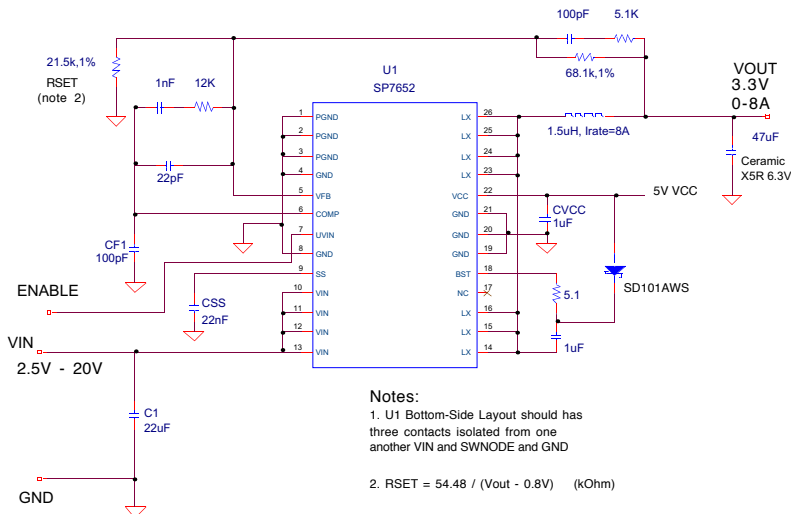 100pF 5.1K
21.5k,1%
RSET
(note 2)
1nF 12K
U1
SP7652
68.1k,1%
VOUT
3.3V
0-8A
1 PGND LX 26
2 PGND LX 25
3 PGND LX 24
4 GND LX 23
5 VFB VCC 22
6 COMP GND 21
7 UVIN GND 20
8 GND GND 19
9 SS BST 18
10 VIN NC 17
11 VIN LX 16
12 VIN LX 15
13 VIN LX 14
1.5uH, Irate=8A
47uF
Ceramic
X5R 6.3V
22pF
5V VCC
CVCC
1uF
CF1
100pF
SD101AWS
5.1
ENABLE
CSS
22nF
1uF
VIN
2.5V - 20V
C1
22uF
GND
Notes:
1. U1 Bottom-Side Layout should has
three contacts isolated from one
another VIN and SWNODE and GND
2. RSET = 54.48 / (Vout - 0.8V) (kOhm)